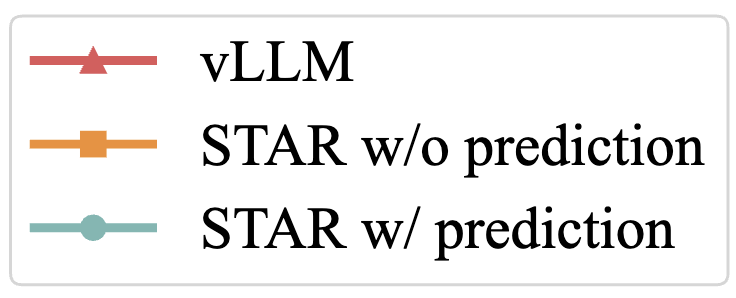 vLLM
STAR w/o prediction
STAR w/ prediction